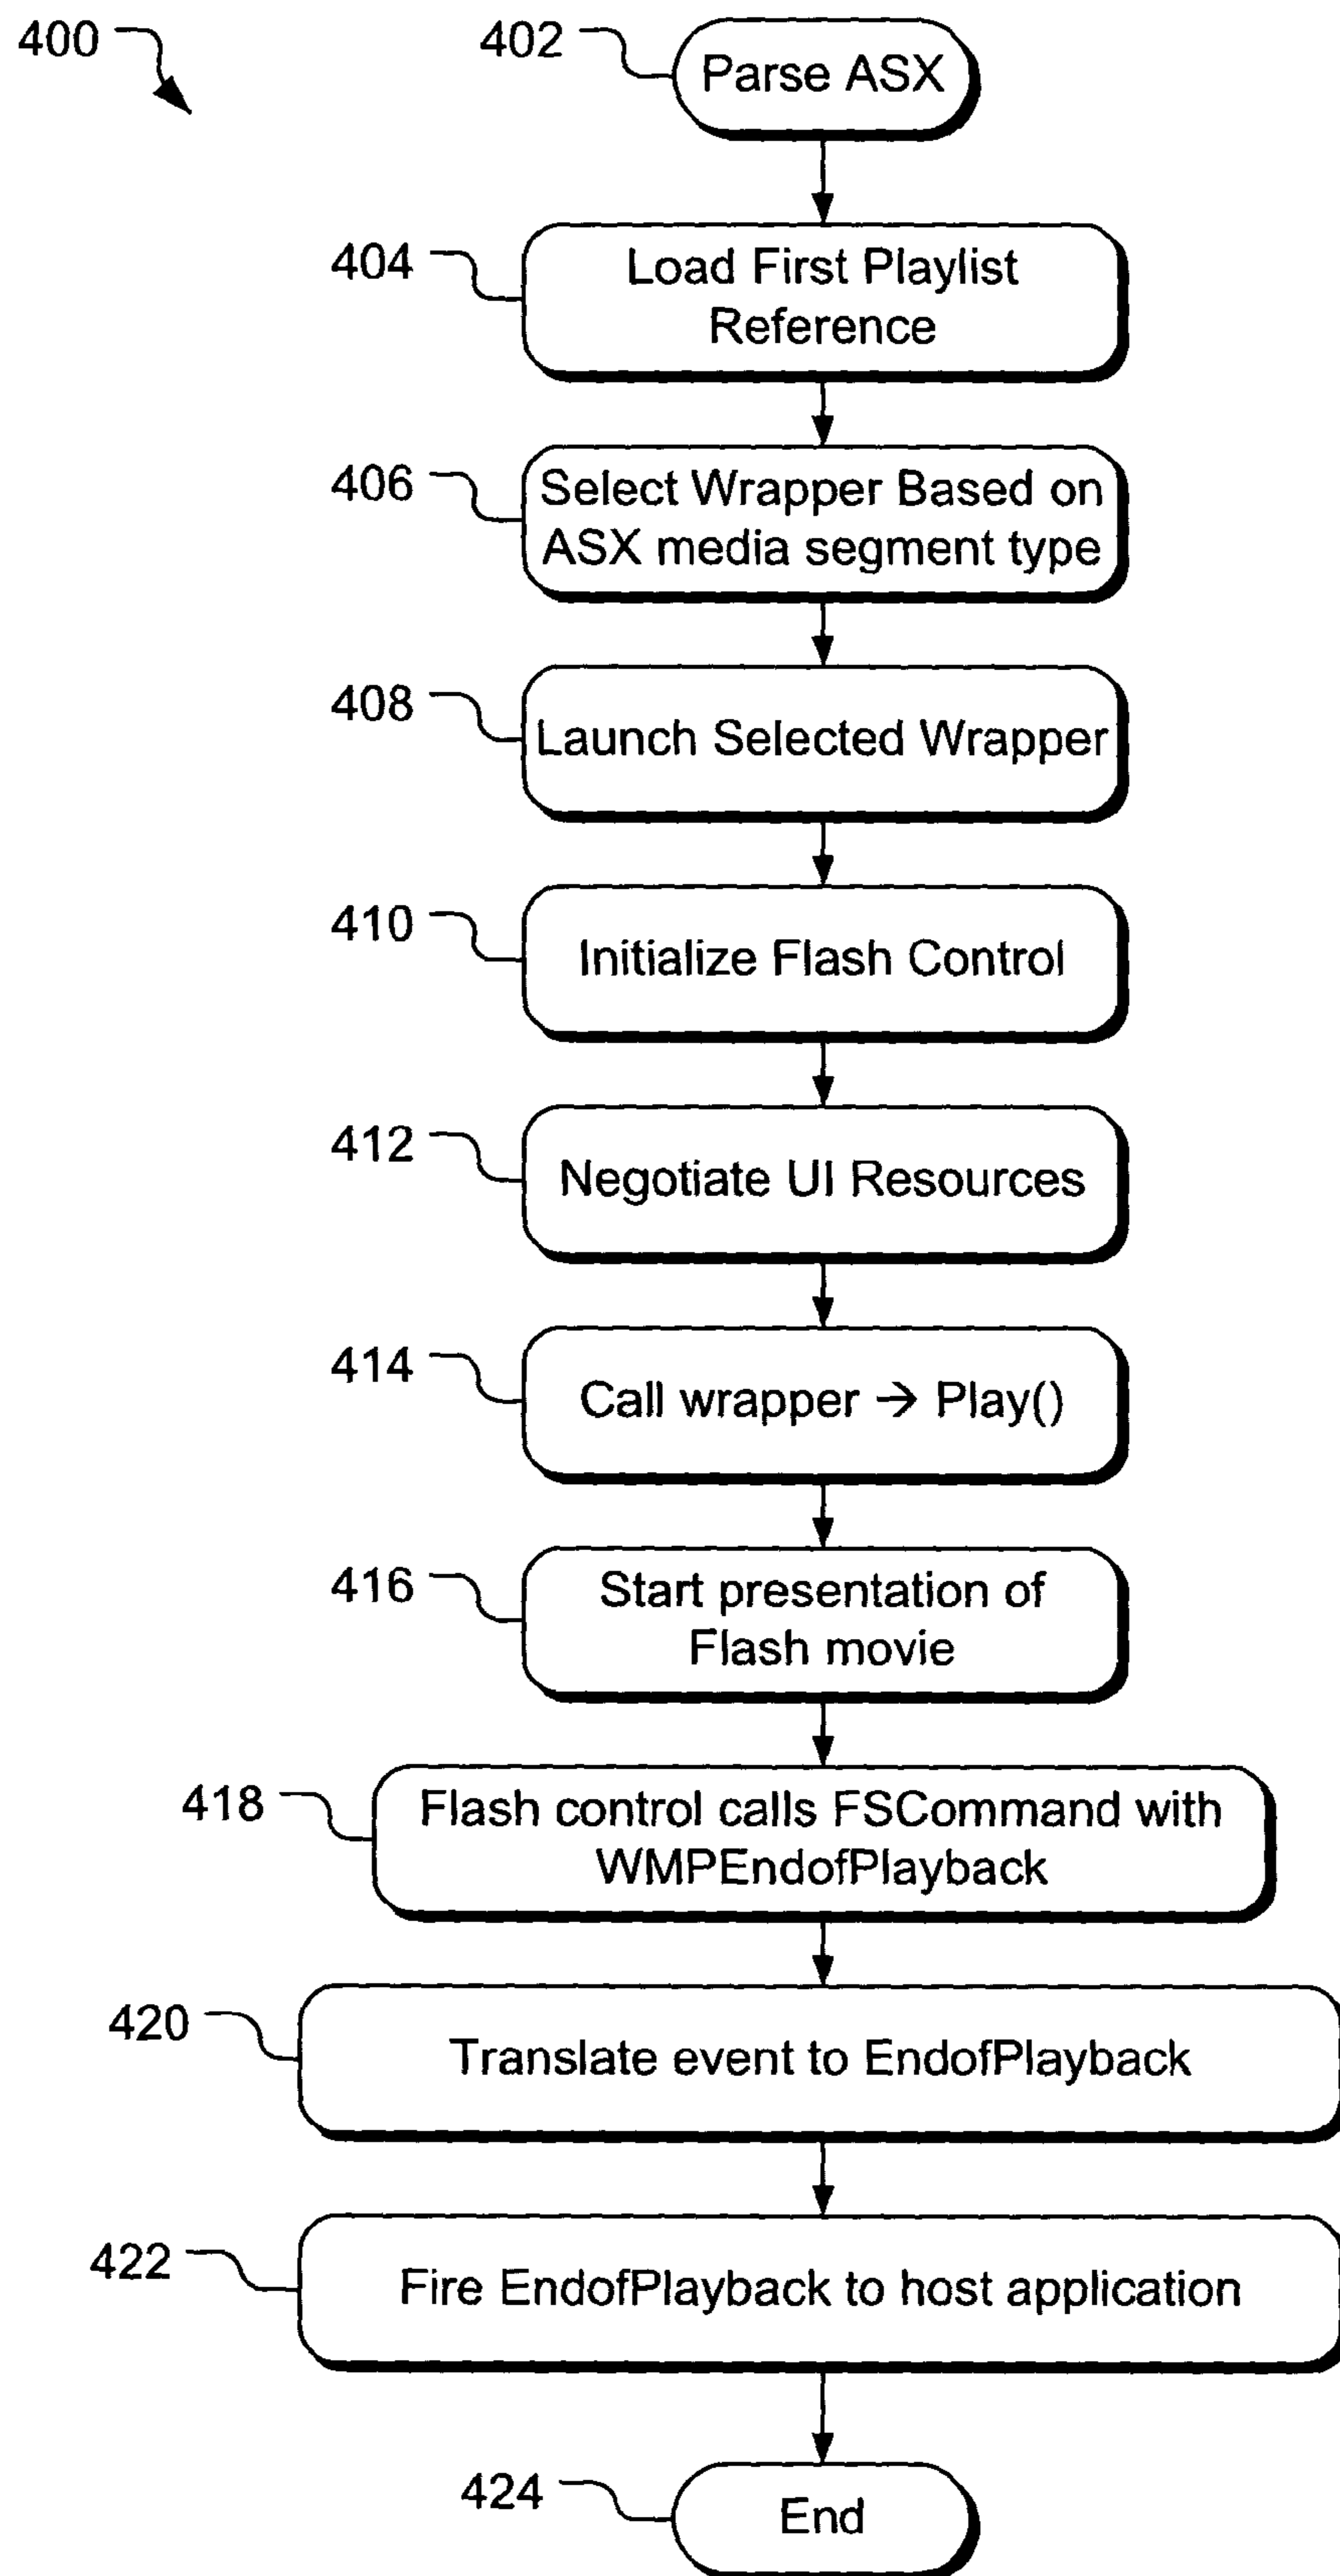 400
402
Parse ASX
404
Load First Playlist
Reference
406
Select Wrapper Based on
ASX media segment type
408
Launch Selected Wrapper
410
Initialize Flash Control
412
Negotiate UI Resources
414
Call wrapper → Play()
416
Start presentation of
Flash movie
418
Flash control calls FSCommand with
WMPEndofPlayback
420
Translate event to EndofPlayback
422
Fire EndofPlayback to host application
424
End